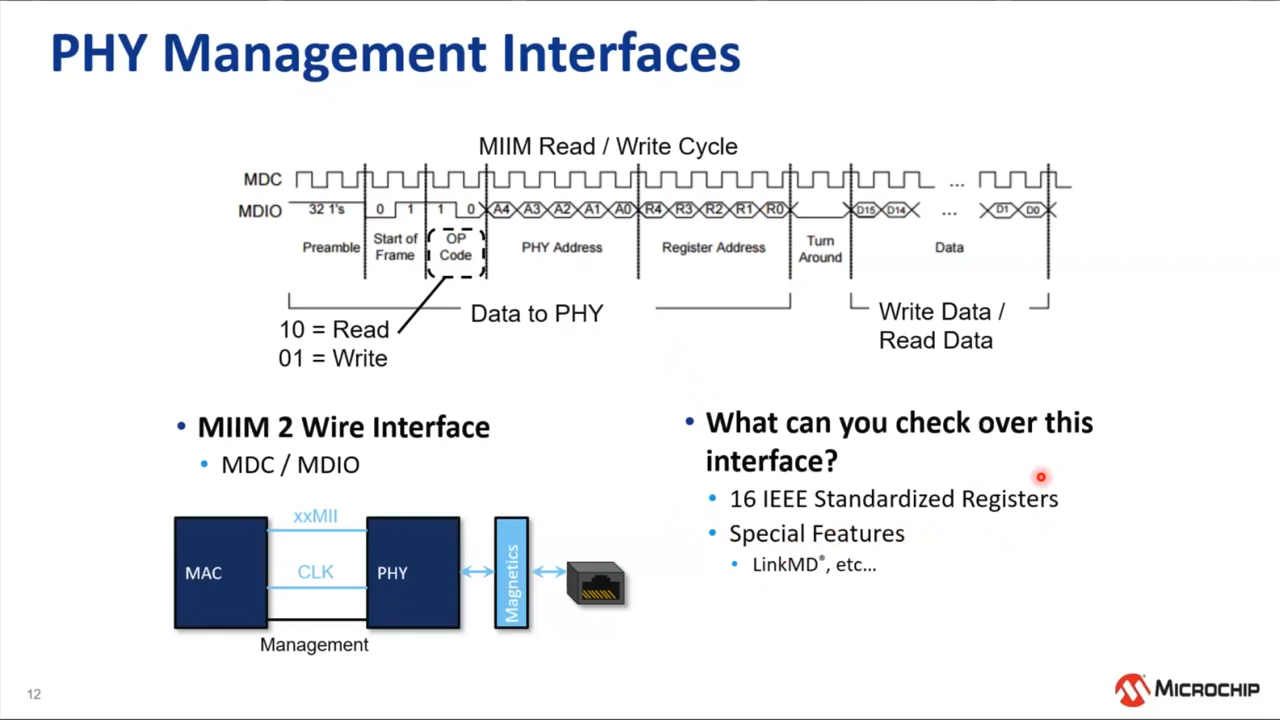 PHY Management Interfaces
MIIM Read / Write Cycle
MDC
...
MDIO
32 1's
0
1
1
0
A4
A3
A2
A1
A0
R4
R3
R2
R1
R0
D15
D14
...
D1
D0
Preamble
Start of
Frame
OP
Code
PHY Address
Register Address
Turn
Around
Data
Data to PHY
Write Data /
Read Data
10 = Read
01 = Write
• MIIM 2 Wire Interface
• MDC / MDIO
xxMII
MAC
CLK
PHY
Magnetics
Management
• What can you check over this
interface?
• 16 IEEE Standardized Registers
• Special Features
• LinkMD®, etc...
12
MICROCHIP